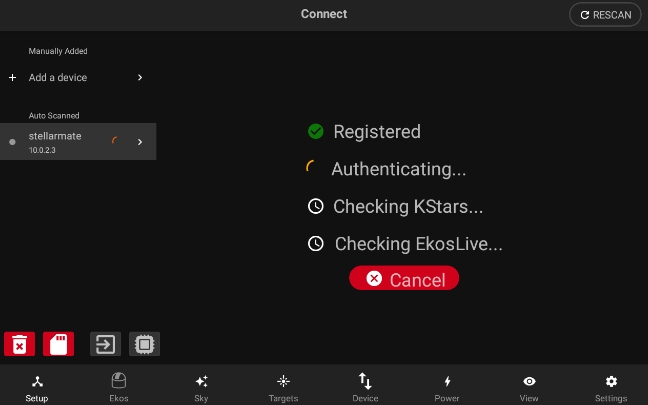 Connect
RESCAN
Manually Added
Add a device
Auto Scanned
stellarmate
10.0.2.3
Registered
Authenticating...
Checking KStars...
Checking EkosLive...
Cancel
Setup
Ekos
Sky
Targets
Device
Power
View
Settings